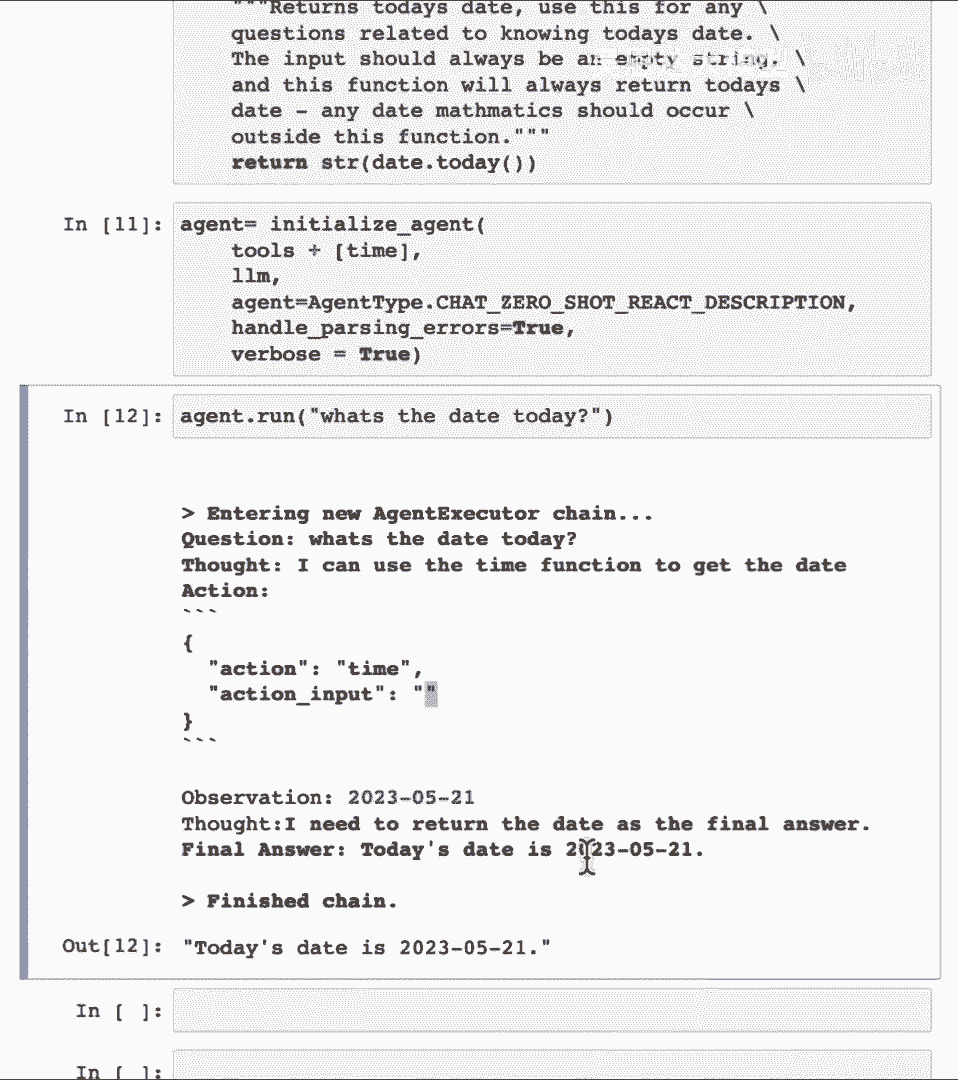 """Returns todays date, use this for any \
questions related to knowing todays date. \
The input should always be an empty string. \
and this function will always return todays \
date - any date mathmatics should occur \
outside this function."""
return str(date.today())
In [11]: agent= initialize_agent(
tools + [time],
llm,
agent=AgentType.CHAT_ZERO_SHOT_REACT_DESCRIPTION,
handle_parsing_errors=True,
verbose = True)
In [12]: agent.run("whats the date today?")
> Entering new AgentExecutor chain...
Question: whats the date today?
Thought: I can use the time function to get the date
Action:
```
{
"action": "time",
"action_input": ""
}
```
Observation: 2023-05-21
Thought:I need to return the date as the final answer.
Final Answer: Today's date is 2023-05-21.
> Finished chain.
Out[12]: "Today's date is 2023-05-21."
In [ ]:
In [ ]: